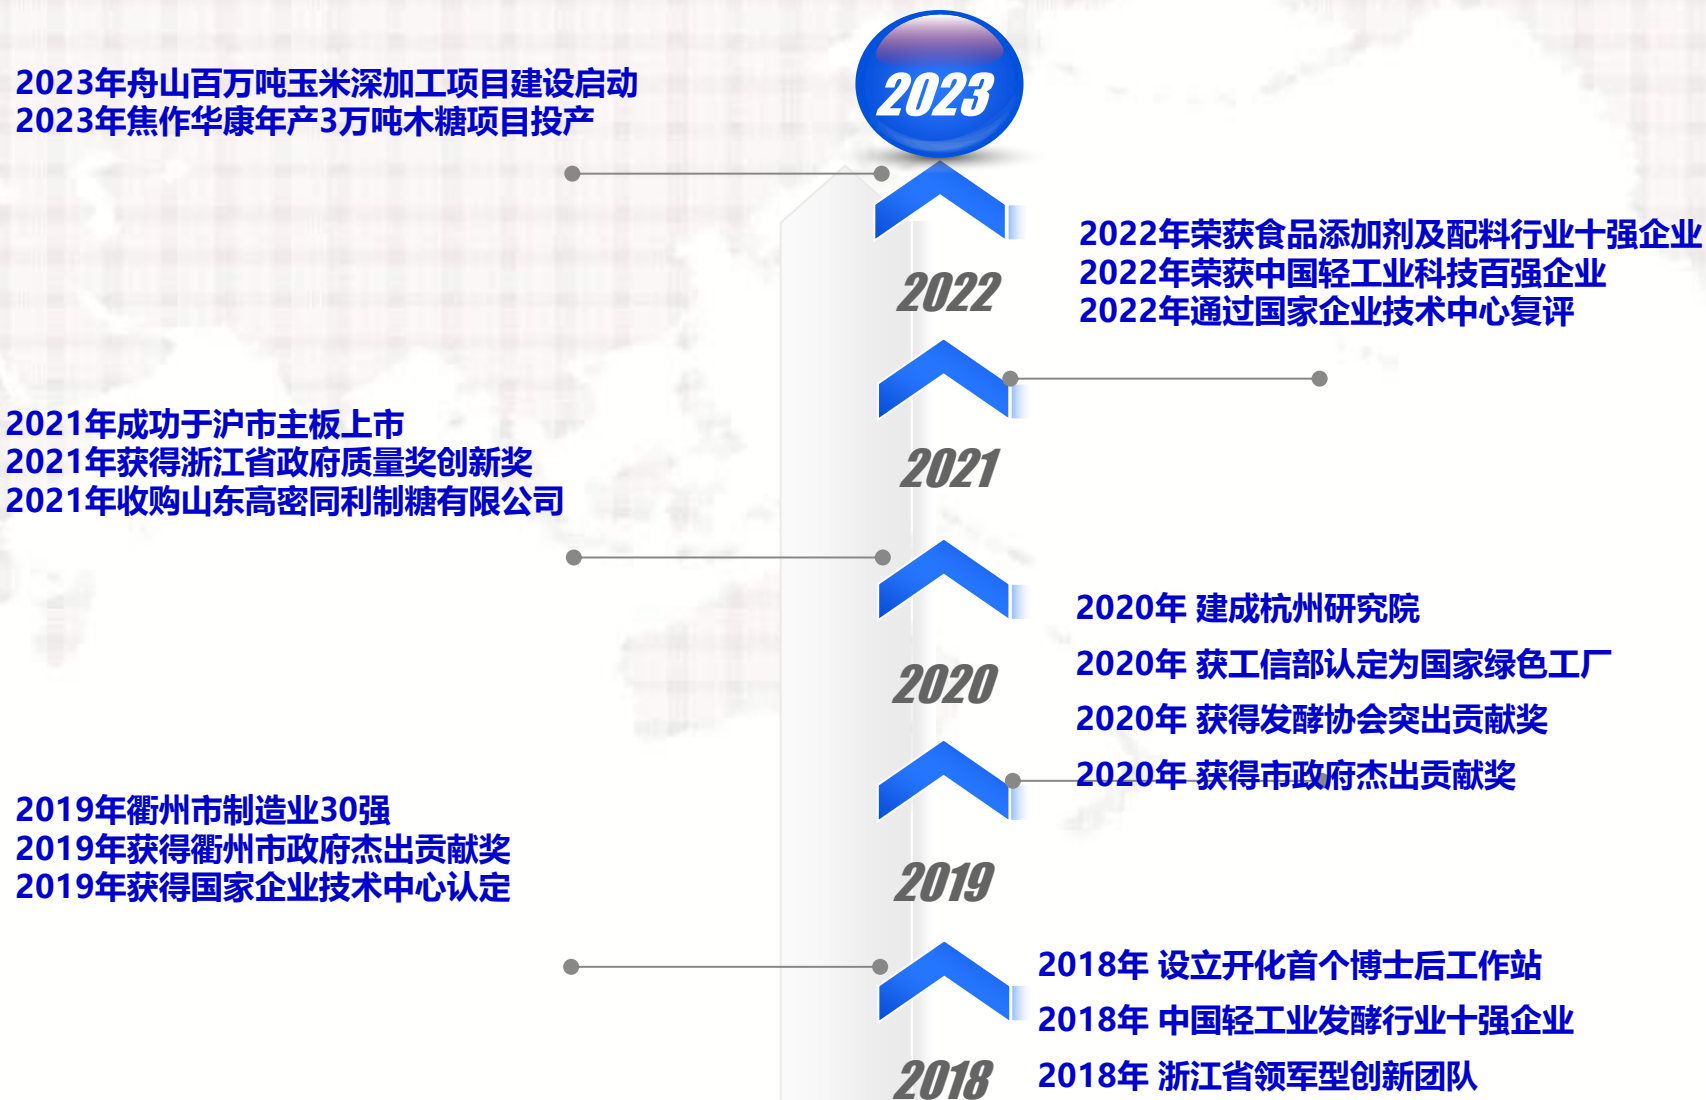 2023
2023年舟山百万吨玉米深加工项目建设启动
2023年焦作华康年产3万吨木糖项目投产
2022
2022年荣获食品添加剂及配料行业十强企业
2022年荣获中国轻工业科技百强企业
2022年通过国家企业技术中心复评
2021
2021年成功于沪市主板上市
2021年获得浙江省政府质量奖创新奖
2021年收购山东高密同利制糖有限公司
2020
2020年 建成杭州研究院
2020年 获工信部认定为国家绿色工厂
2020年 获得发酵协会突出贡献奖
2020年 获得市政府杰出贡献奖
2019
2019年衢州市制造业30强
2019年获得衢州市政府杰出贡献奖
2019年获得国家企业技术中心认定
2018
2018年 设立开化首个博士后工作站
2018年 中国轻工业发酵行业十强企业
2018年 浙江省领军型创新团队